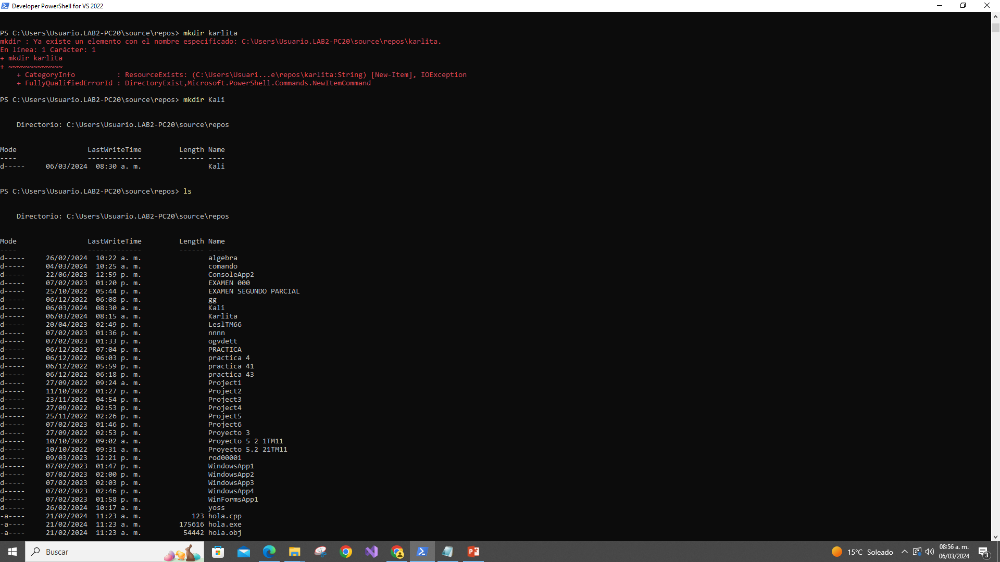 Developer PowerShell for VS 2022
PS C:\Users\Usuario.LAB2-PC20\source\repos> mkdir karlita
mkdir : Ya existe un elemento con el nombre especificado: C:\Users\Usuario.LAB2-PC20\source\repos\karlita.
En línea: 1 Carácter: 1
+ mkdir karlita
+ ~~~~~~~~~~~~~
    + CategoryInfo          : ResourceExists: (C:\Users\Usuari...e\repos\karlita:String) [New-Item], IOException
    + FullyQualifiedErrorId : DirectoryExist,Microsoft.PowerShell.Commands.NewItemCommand
PS C:\Users\Usuario.LAB2-PC20\source\repos> mkdir Kali
    Directorio: C:\Users\Usuario.LAB2-PC20\source\repos
Mode                 LastWriteTime         Length Name
----                 -------------         ------ ----
d-----     06/03/2024  08:30 a. m.                Kali
PS C:\Users\Usuario.LAB2-PC20\source\repos> ls
    Directorio: C:\Users\Usuario.LAB2-PC20\source\repos
Mode                 LastWriteTime         Length Name
----                 -------------         ------ ----
d-----     26/02/2024  10:22 a. m.                algebra
d-----     04/03/2024  10:25 a. m.                comando
d-----     22/06/2023  12:59 p. m.                ConsoleApp2
d-----     07/02/2023  01:20 p. m.                EXAMEN 000
d-----     25/10/2022  05:44 p. m.                EXAMEN SEGUNDO PARCIAL
d-----     06/12/2022  06:08 p. m.                gg
d-----     06/03/2024  08:30 a. m.                Kali
d-----     06/03/2024  08:15 a. m.                Karlita
d-----     20/04/2023  02:49 p. m.                LeslTM66
d-----     07/02/2023  01:36 p. m.                nnnn
d-----     07/02/2023  01:33 p. m.                ogvdett
d-----     06/12/2022  07:04 p. m.                PRACTICA
d-----     06/12/2022  06:03 p. m.                practica 4
d-----     06/12/2022  05:59 p. m.                practica 41
d-----     06/12/2022  06:18 p. m.                practica 43
d-----     27/09/2022  09:24 a. m.                Project1
d-----     11/10/2022  01:27 p. m.                Project2
d-----     23/11/2022  04:54 p. m.                Project3
d-----     27/09/2022  02:53 p. m.                Project4
d-----     25/11/2022  02:26 p. m.                Project5
d-----     07/02/2023  01:46 p. m.                Project6
d-----     27/09/2022  02:53 p. m.                Proyecto 3
d-----     10/10/2022  09:02 a. m.                Proyecto 5 2 1TM11
d-----     10/10/2022  09:31 a. m.                Proyecto 5.2 21TM11
d-----     09/03/2023  12:21 p. m.                rod00001
d-----     07/02/2023  01:47 p. m.                WindowsApp1
d-----     07/02/2023  02:00 p. m.                WindowsApp2
d-----     07/02/2023  02:03 p. m.                WindowsApp3
d-----     07/02/2023  02:46 p. m.                WindowsApp4
d-----     07/02/2023  01:58 p. m.                WinFormsApp1
d-----     26/02/2024  10:17 a. m.                yoss
-a----     21/02/2024  11:23 a. m.            123 hola.cpp
-a----     21/02/2024  11:23 a. m.         175616 hola.exe
-a----     21/02/2024  11:23 a. m.          54442 hola.obj
Buscar
15°C Soleado
08:56 a. m.
06/03/2024
3